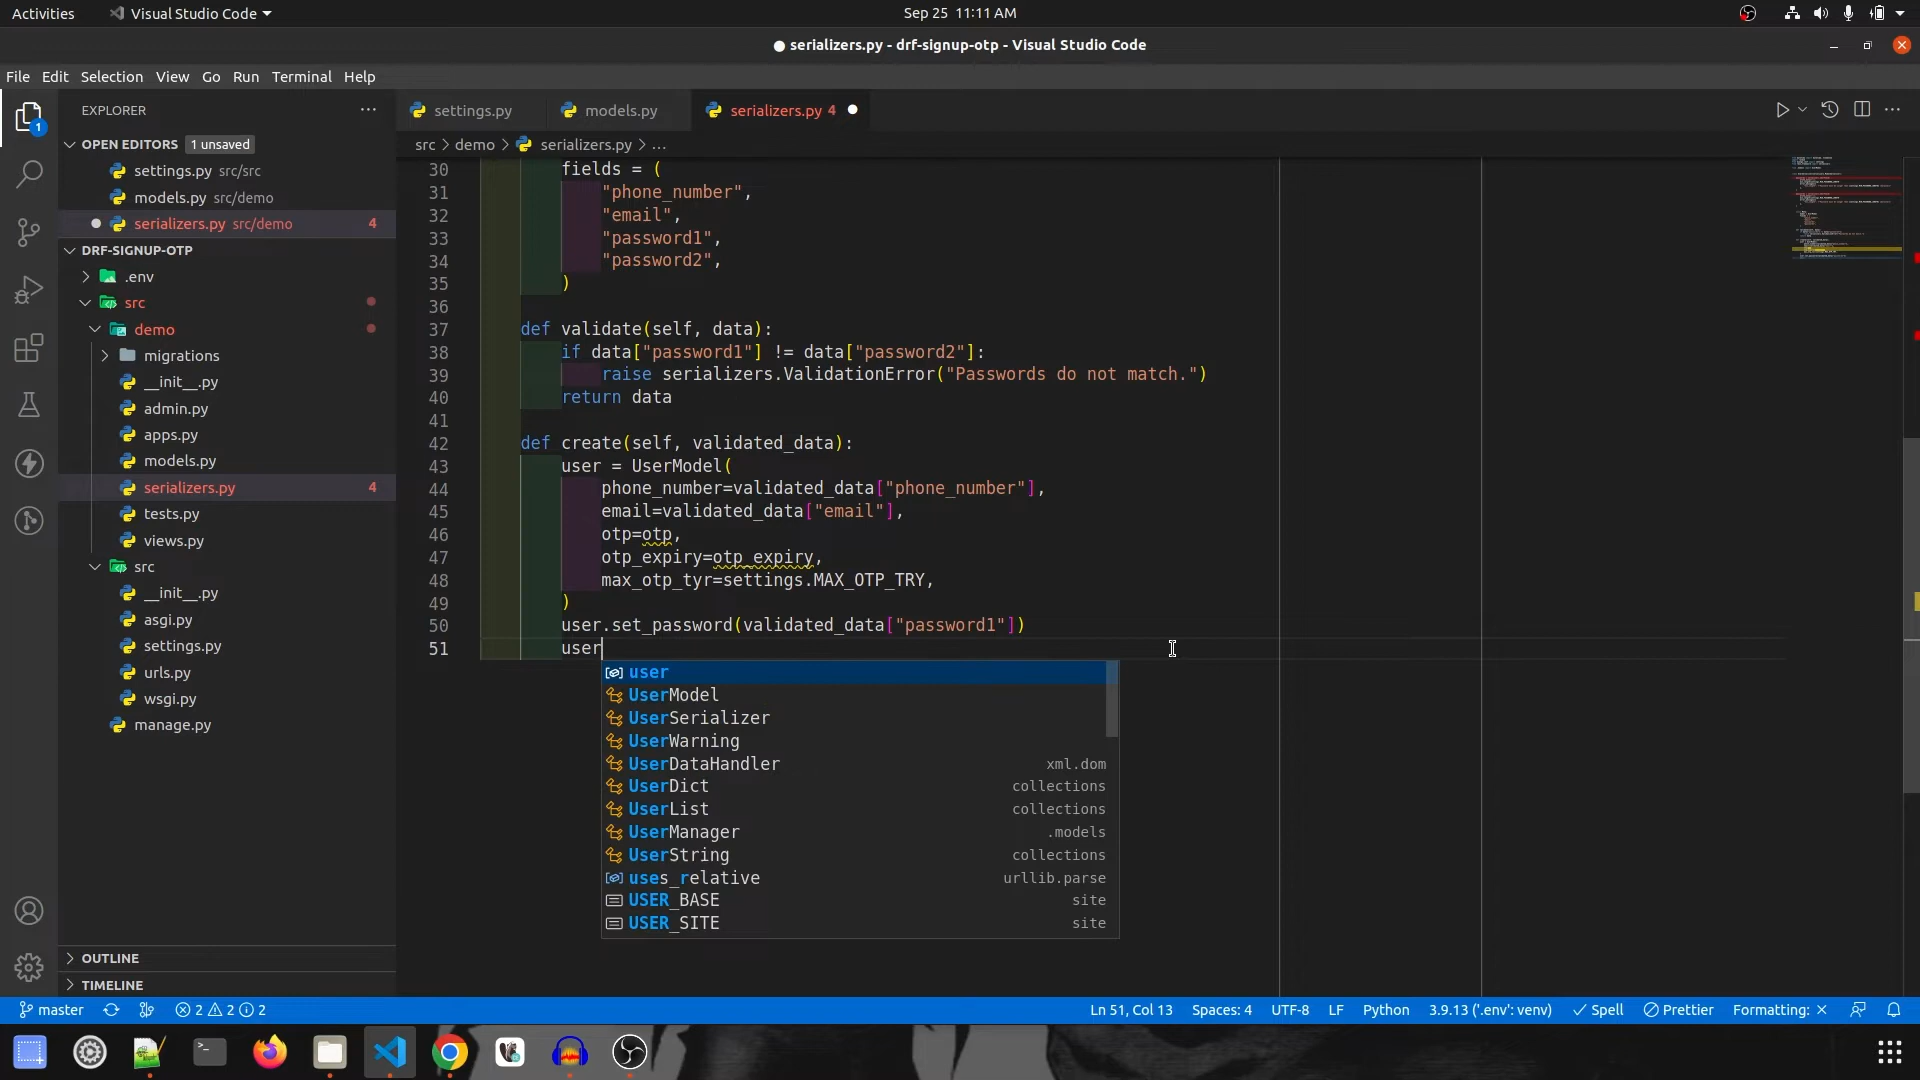 Activities
Visual Studio Code
Sep 25 11:11 AM
serializers.py - drf-signup-otp - Visual Studio Code
File Edit Selection View Go Run Terminal Help
1
EXPLORER
OPEN EDITORS 1 unsaved
settings.py src/src
models.py src/demo
serializers.py src/demo 4
DRF-SIGNUP-OTP
.env
src
demo
migrations
__init__.py
admin.py
apps.py
models.py
serializers.py 4
tests.py
views.py
src
__init__.py
asgi.py
settings.py
urls.py
wsgi.py
manage.py
OUTLINE
TIMELINE
settings.py
models.py
serializers.py 4
src > demo > serializers.py > ...
30 fields = (
31 "phone_number",
32 "email",
33 "password1",
34 "password2",
35 )
36
37 def validate(self, data):
38 if data["password1"] != data["password2"]:
39 raise serializers.ValidationError("Passwords do not match.")
40 return data
41
42 def create(self, validated_data):
43 user = UserModel(
44 phone_number=validated_data["phone_number"],
45 email=validated_data["email"],
46 otp=otp,
47 otp_expiry=otp_expiry,
48 max_otp_tyr=settings.MAX_OTP_TRY,
49 )
50 user.set_password(validated_data["password1"])
51 user
user
UserModel
UserSerializer
UserWarning
UserDataHandler xml.dom
UserDict collections
UserList collections
UserManager .models
UserString collections
uses_relative urllib.parse
USER_BASE site
USER_SITE site
master
2 2 2
Ln 51, Col 13
Spaces: 4
UTF-8
LF
Python
3.9.13 ('.env': venv)
Spell
Prettier
Formatting: ×